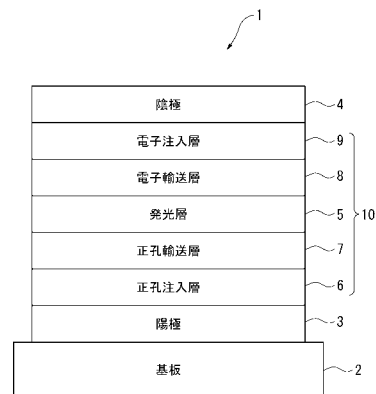 1
陰極 4
電子注入層 9
電子輸送層 8
発光層 5
10
正孔輸送層 7
正孔注入層 6
陽極 3
基板 2